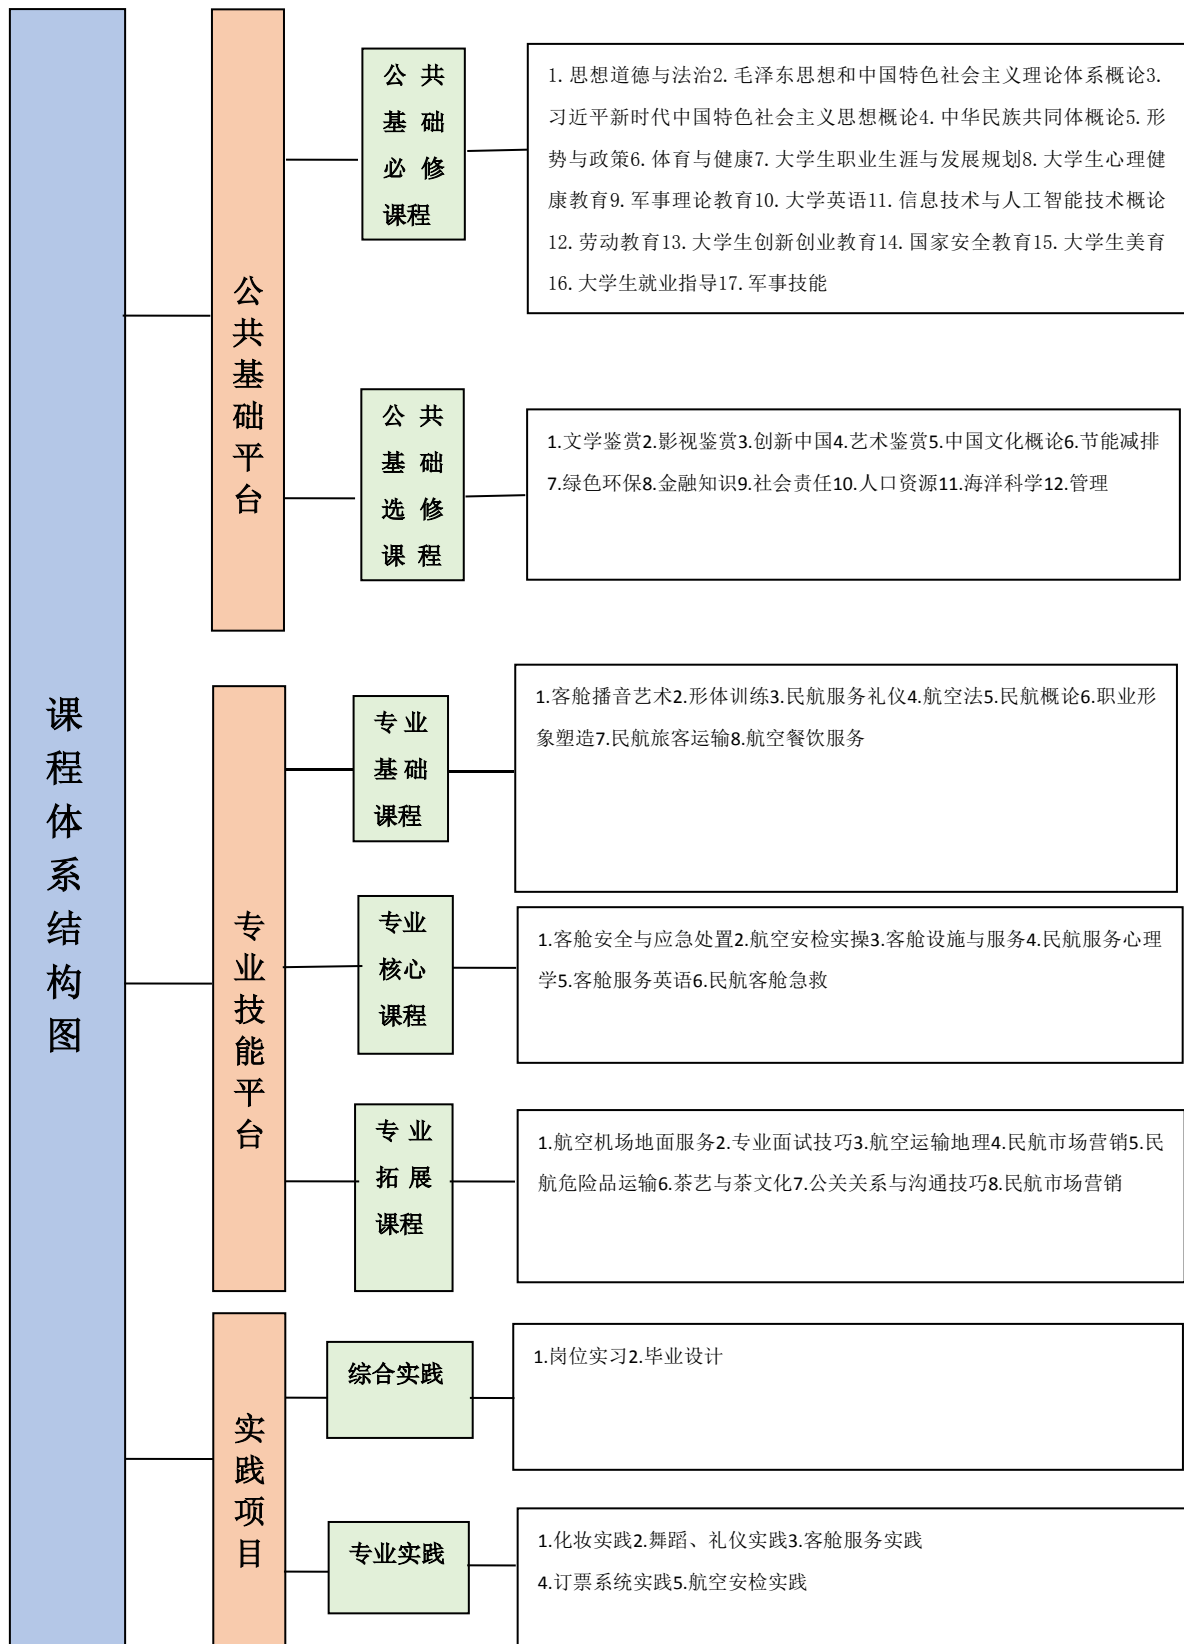 课程体系结构图
公共基础平台
公共
基础
必修
课程
1.思想道德与法治2.毛泽东思想和中国特色社会主义理论体系概论3.
习近平新时代中国特色社会主义思想概论4.中华民族共同体概论5.形
势与政策6.体育与健康7.大学生职业生涯与发展规划8.大学生心理健
康教育9.军事理论教育10.大学英语11.信息技术与人工智能技术概论
12.劳动教育13.大学生创新创业教育14.国家安全教育15.大学生美育
16.大学生就业指导17.军事技能
公共
基础
选修
课程
1.文学鉴赏2.影视鉴赏3.创新中国4.艺术鉴赏5.中国文化概论6.节能减排
7.绿色环保8.金融知识9.社会责任10.人口资源11.海洋科学12.管理
专业技能平台
专业
基础
课程
1.客舱播音艺术2.形体训练3.民航服务礼仪4.航空法5.民航概论6.职业形
象塑造7.民航旅客运输8.航空餐饮服务
专业
核心
课程
1.客舱安全与应急处置2.航空安检实操3.客舱设施与服务4.民航服务心理
学5.客舱服务英语6.民航客舱急救
专业
拓展
课程
1.航空机场地面服务2.专业面试技巧3.航空运输地理4.民航市场营销5.民
航危险品运输6.茶艺与茶文化7.公关关系与沟通技巧8.民航市场营销
实践项目
综合实践
1.岗位实习2.毕业设计
专业实践
1.化妆实践2.舞蹈、礼仪实践3.客舱服务实践
4.订票系统实践5.航空安检实践